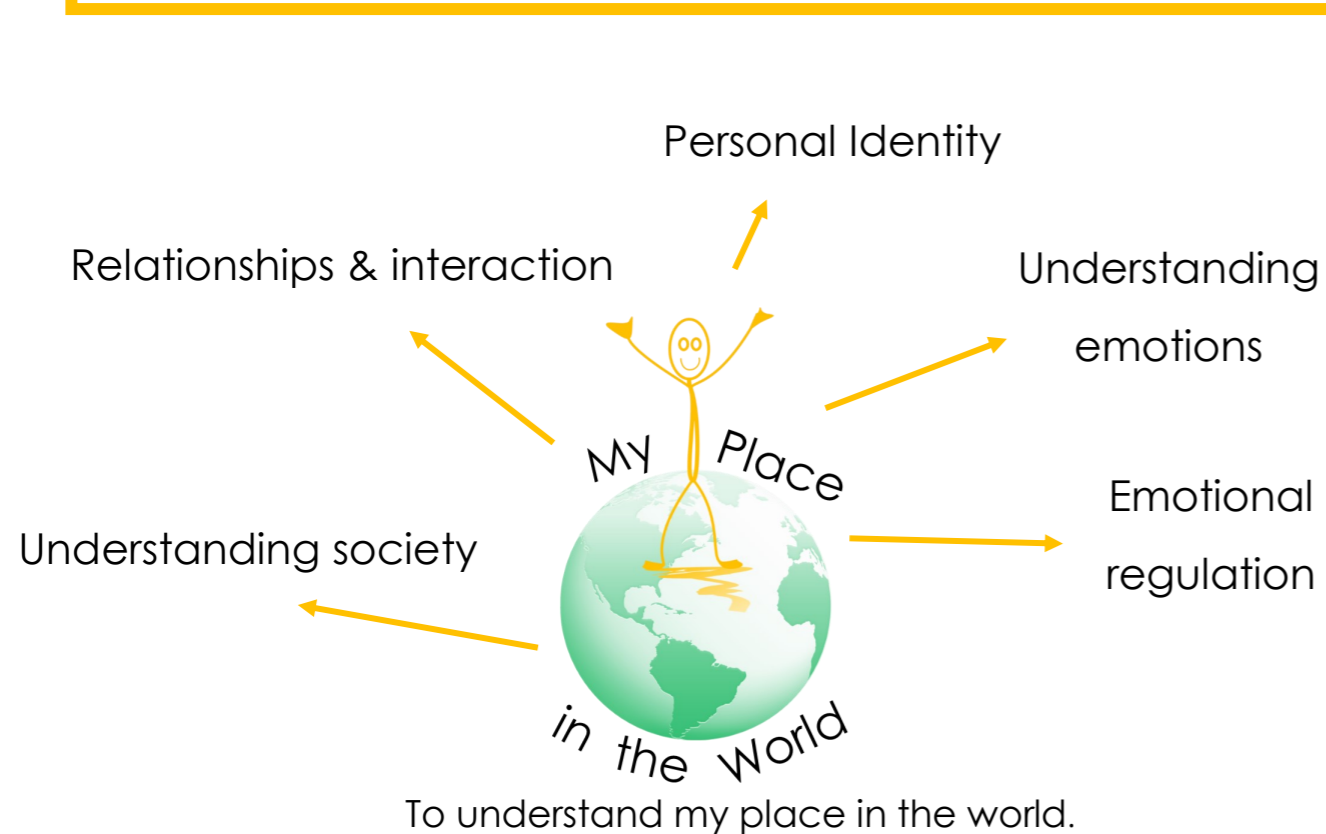 Personal Identity
Relationships & interaction
Understanding
emotions
My Place
Emotional
regulation
Understanding society
in the World
To understand my place in the world.